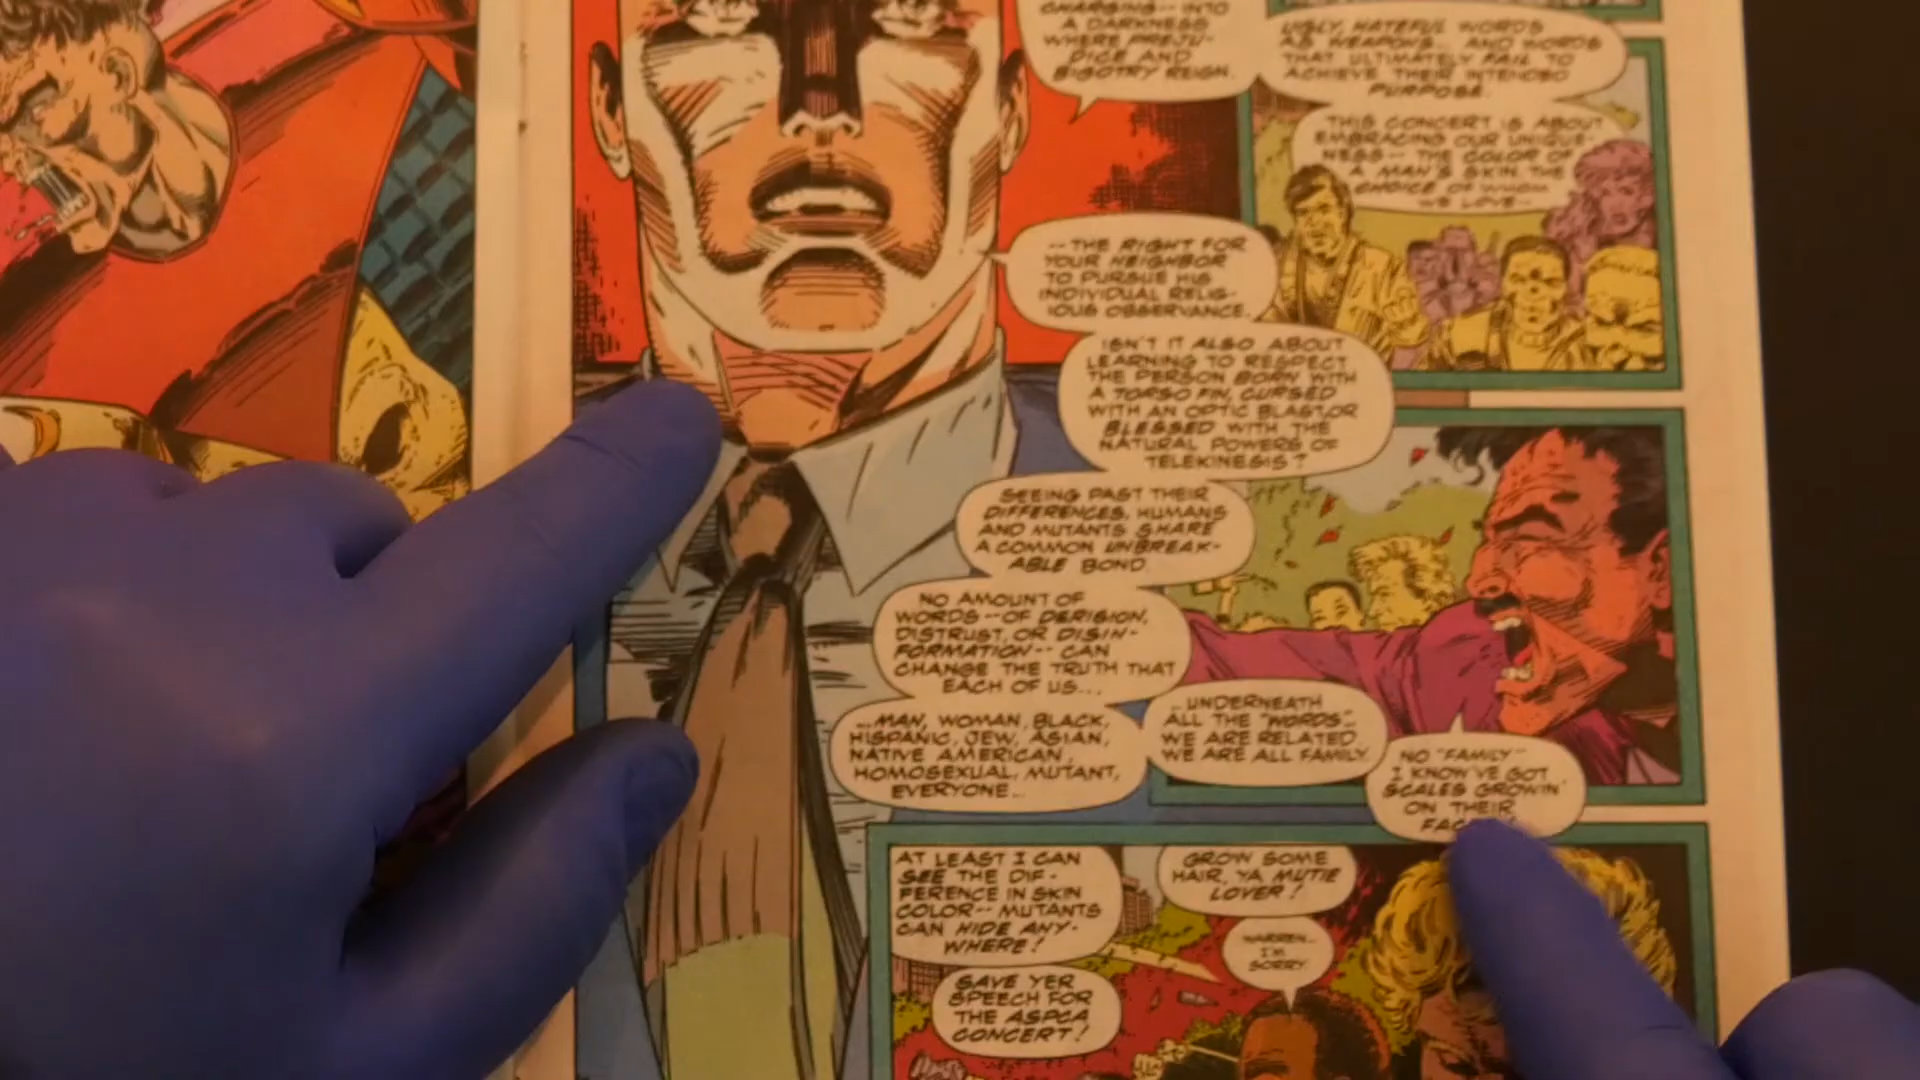 CHARGING-- INTO
A DARKNESS
WHERE PREJU-
DICE AND
BIGOTRY REIGN.
UGLY, HATEFUL WORDS
AS WEAPONS... AND WORDS
THAT ULTIMATELY FAIL TO
ACHIEVE THEIR INTENDED
PURPOSE.
THIS CONCERT IS ABOUT
EMBRACING OUR UNIQUE-
NESS-- THE COLOR OF
A MAN'S SKIN, THE
CHOICE OF WHOM
WE LOVE--
--THE RIGHT FOR
YOUR NEIGHBOR
TO PURSUE HIS
INDIVIDUAL RELIG-
IOUS OBSERVANCE.
ISN'T IT ALSO ABOUT
LEARNING TO RESPECT
THE PERSON BORN WITH
A TORSO FIN, CURSED
WITH AN OPTIC BLAST, OR
BLESSED WITH THE
NATURAL POWERS OF
TELEKINESIS?
SEEING PAST THEIR
DIFFERENCES, HUMANS
AND MUTANTS SHARE
A COMMON UNBREAK-
ABLE BOND.
NO AMOUNT OF
WORDS--OF DERISION,
DISTRUST, OR DISIN-
FORMATION-- CAN
CHANGE THE TRUTH THAT
EACH OF US...
...MAN, WOMAN, BLACK,
HISPANIC, JEW, ASIAN,
NATIVE AMERICAN,
HOMOSEXUAL, MUTANT,
EVERYONE...
...UNDERNEATH
ALL THE "WORDS"...
WE ARE RELATED.
WE ARE ALL FAMILY.
NO "FAMILY"
I KNOW'VE GOT
SCALES GROWIN'
ON THEIR
AT LEAST I CAN
SEE THE DIF-
FERENCE IN SKIN
COLOR-- MUTANTS
CAN HIDE ANY-
WHERE!
GROW SOME
HAIR, YA MUTIE
LOVER!
WARREN...
I'M
SORRY.
SAVE YER
SPEECH FOR
THE ASPCA
CONCERT!